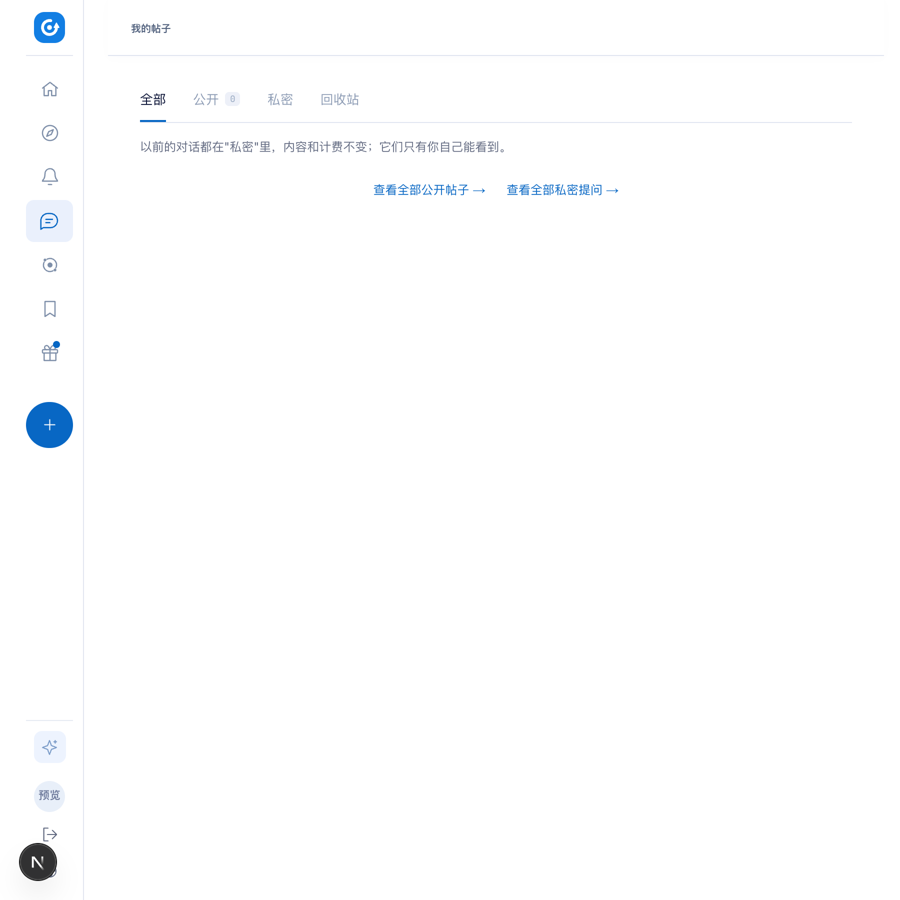 我的帖子
全部 公开 0 私密 回收站
以前的对话都在"私密"里，内容和计费不变；它们只有你自己能看到。
查看全部公开帖子 → 查看全部私密提问 →
预览
N